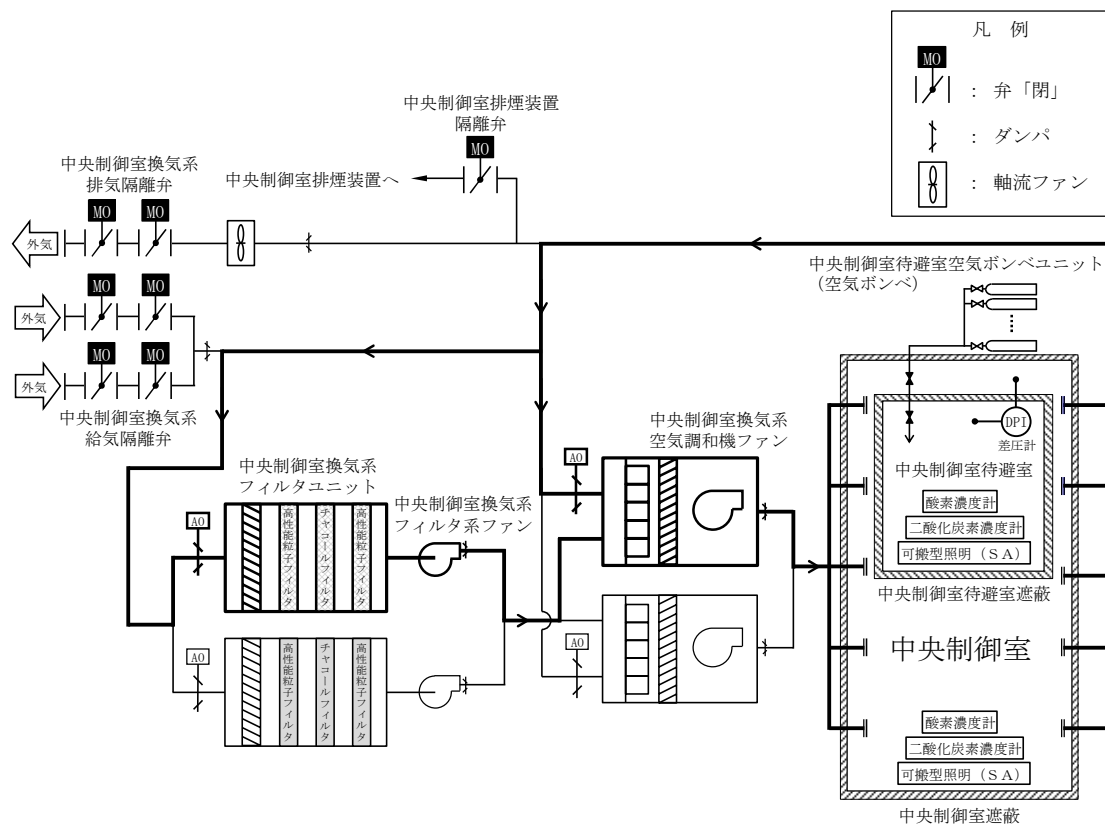 凡　例
MO
：　弁「閉」
：　ダンパ
：　軸流ファン
中央制御室排煙装置
隔離弁
MO
中央制御室換気系
排気隔離弁
MO
MO
中央制御室排煙装置へ
外気
MO
MO
外気
MO
MO
外気
中央制御室換気系
給気隔離弁
中央制御室待避室空気ボンベユニット
（空気ボンベ）
中央制御室換気系
フィルタユニット
中央制御室換気系
フィルタ系ファン
中央制御室換気系
空気調和機ファン
AO
AO
高性能粒子フィルタ
チャコールフィルタ
高性能粒子フィルタ
AO
AO
高性能粒子フィルタ
チャコールフィルタ
高性能粒子フィルタ
DPI
差圧計
中央制御室待避室
酸素濃度計
二酸化炭素濃度計
可搬型照明（ＳＡ）
中央制御室待避室遮蔽
中央制御室
酸素濃度計
二酸化炭素濃度計
可搬型照明（ＳＡ）
中央制御室遮蔽